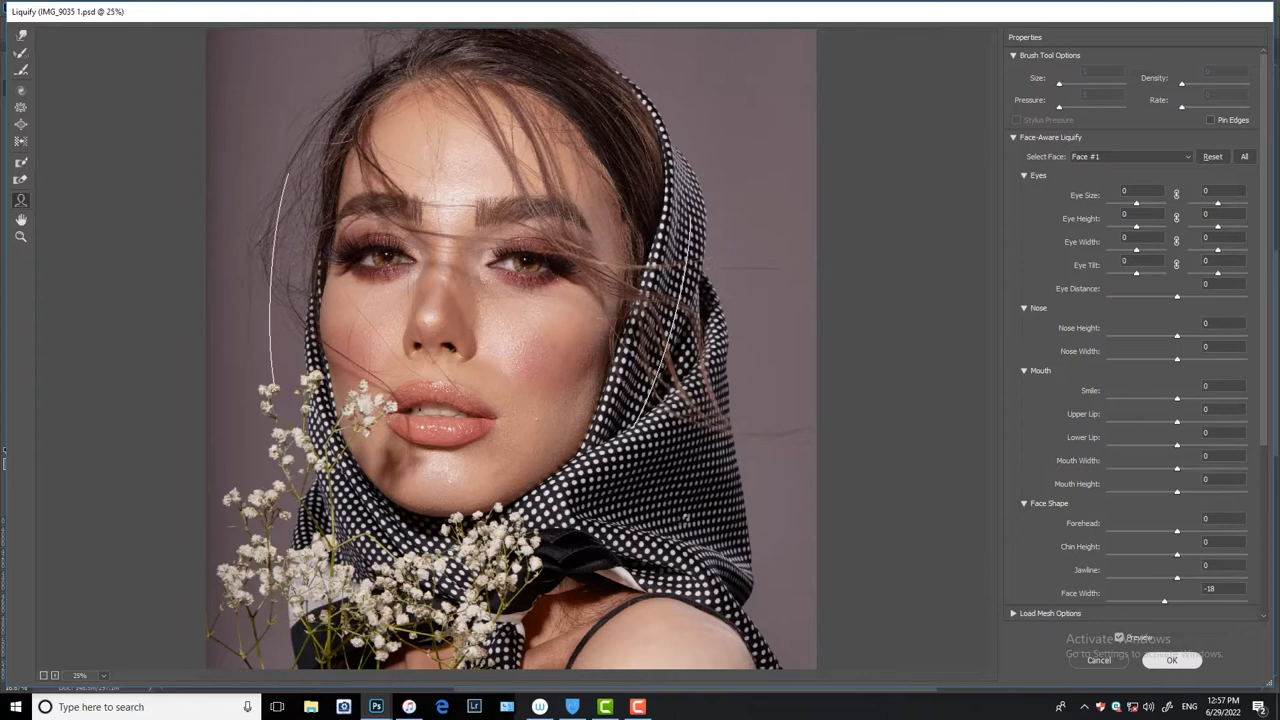 Liquify (IMG_9035 1.psd @ 25%)
Properties
Brush Tool Options
Size:
Density:
Pressure:
Rate:
Stylus Pressure
Pin Edges
Face-Aware Liquify
Select Face: Face #1 Reset All
Eyes
Eye Size: 0 0
Eye Height: 0 0
Eye Width: 0 0
Eye Tilt: 0 0
Eye Distance: 0
Nose
Nose Height: 0
Nose Width: 0
Mouth
Smile: 0
Upper Lip: 0
Lower Lip: 0
Mouth Width: 0
Mouth Height: 0
Face Shape
Forehead: 0
Chin Height: 0
Jawline: 0
Face Width: -18
Load Mesh Options
Preview
Activate Windows
Go to Settings to activate Windows.
Cancel OK
25%
Type here to search
Ps
Lr
12:57 PM
6/29/2022
2